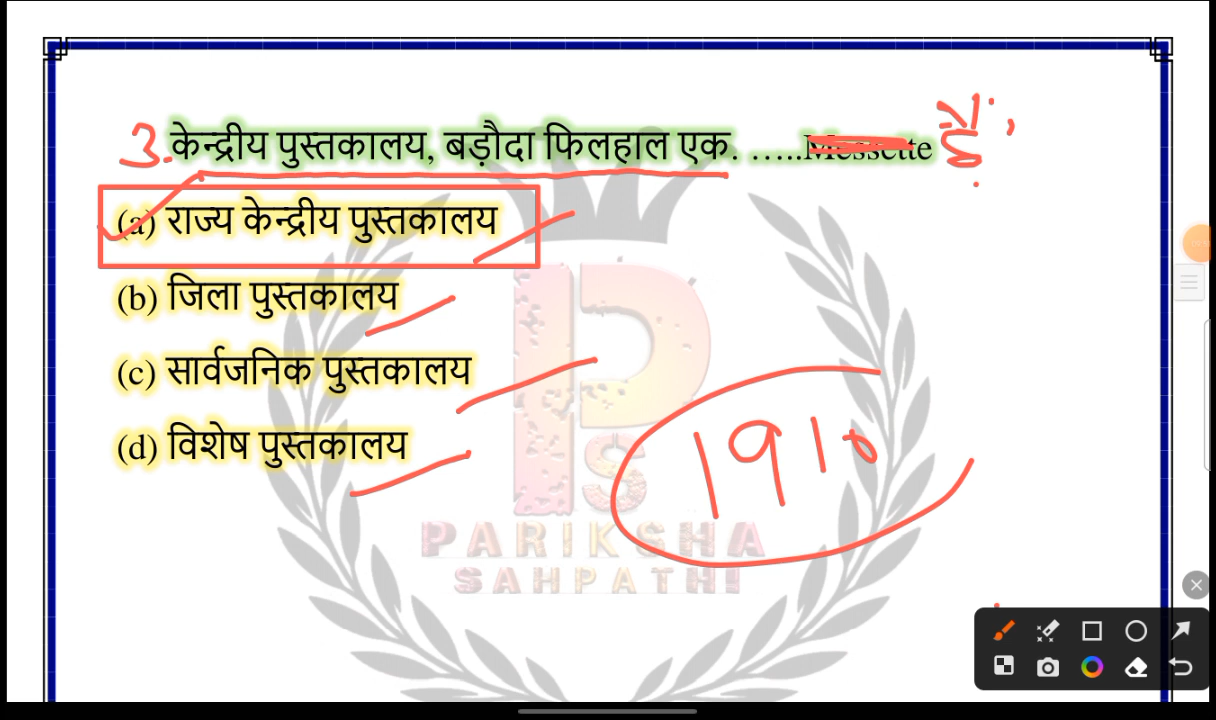 3. केन्द्रीय पुस्तकालय, बड़ौदा फिलहाल एक. .....Messette
(a) राज्य केन्द्रीय पुस्तकालय
(b) जिला पुस्तकालय
(c) सार्वजनिक पुस्तकालय
(d) विशेष पुस्तकालय
1910
PS
PARIKSHA
SAHPATHI